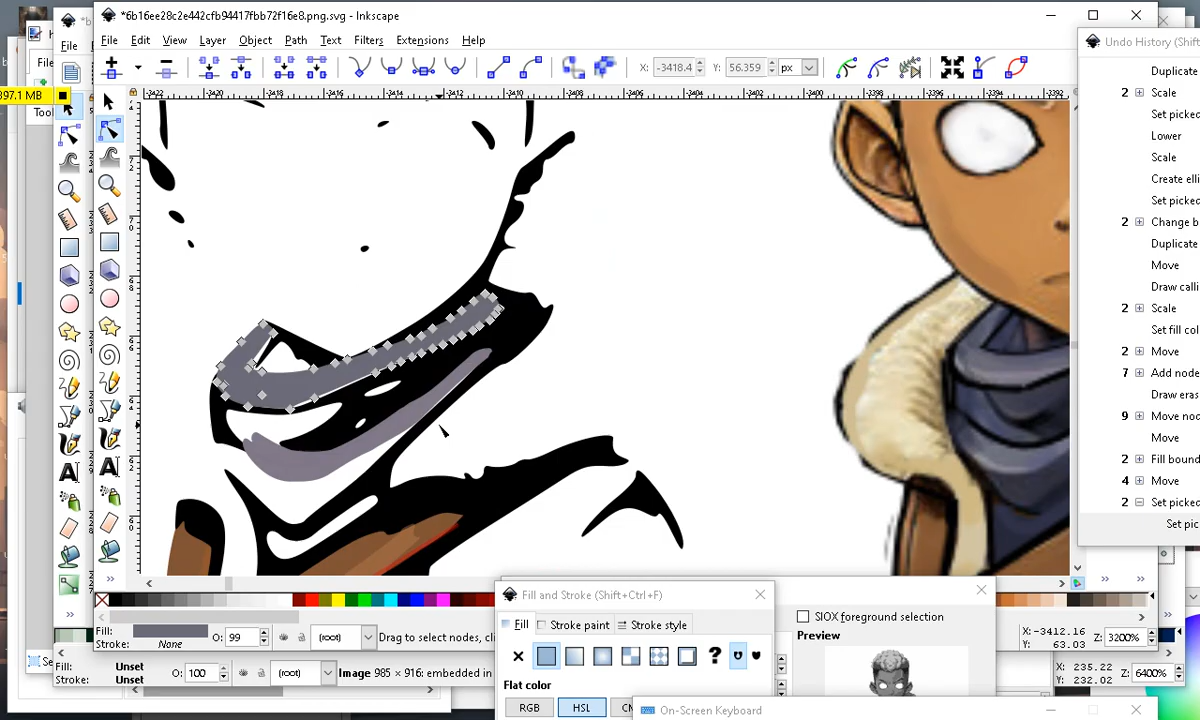 *6b16ee28c2e442cfb94417fbb72f16e8.png.svg - Inkscape
File Edit View Layer Object Path Text Filters Extensions Help
File
X: -3418.4 Y: 56.359 px
397.1 MB
Undo History (Shift
Duplicate
2 Scale
Set picked
Lower
Scale
Create elli
Set picked
2 Change b
Duplicate
Move
Draw calli
2 Scale
Set fill col
2 Move
7 Add node
Draw eras
9 Move nod
Move
2 Fill bound
4 Move
2 Set picked
Set pic
Fill:
Stroke: None
O: 99
(root)
Drag to select nodes, cli
X: -3412.16
Y: 63.03
Z: 3200%
Fill: Unset
Stroke: Unset
O: 100
(root)
Image 985 × 916: embedded in
X: 235.22
Y: 232.02
Z: 6400%
Fill and Stroke (Shift+Ctrl+F)
Fill Stroke paint Stroke style
Flat color
RGB HSL
SIOX foreground selection
Preview
On-Screen Keyboard